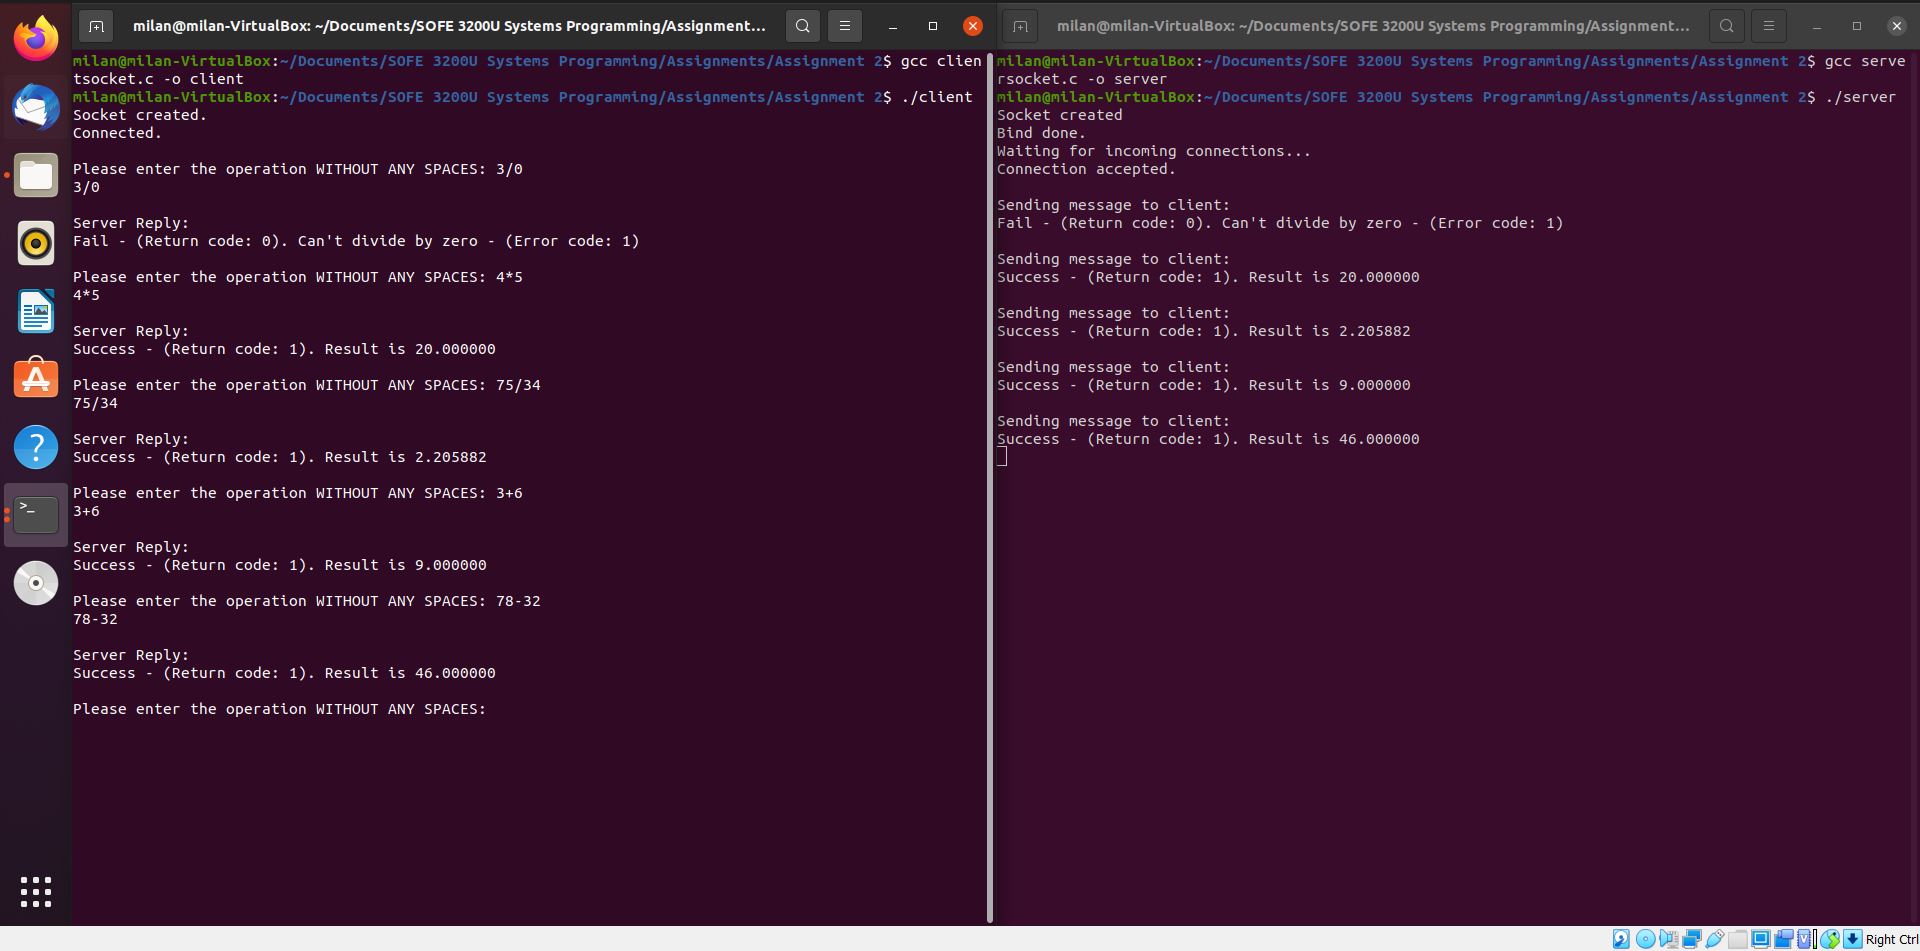 milan@milan-VirtualBox: ~/Documents/SOFE 3200U Systems Programming/Assignment...
milan@milan-VirtualBox:~/Documents/SOFE 3200U Systems Programming/Assignments/Assignment 2$ gcc clien
tsocket.c -o client
milan@milan-VirtualBox:~/Documents/SOFE 3200U Systems Programming/Assignments/Assignment 2$ ./client
Socket created.
Connected.
Please enter the operation WITHOUT ANY SPACES: 3/0
3/0
Server Reply:
Fail - (Return code: 0). Can't divide by zero - (Error code: 1)
Please enter the operation WITHOUT ANY SPACES: 4*5
4*5
Server Reply:
Success - (Return code: 1). Result is 20.000000
Please enter the operation WITHOUT ANY SPACES: 75/34
75/34
Server Reply:
Success - (Return code: 1). Result is 2.205882
Please enter the operation WITHOUT ANY SPACES: 3+6
3+6
Server Reply:
Success - (Return code: 1). Result is 9.000000
Please enter the operation WITHOUT ANY SPACES: 78-32
78-32
Server Reply:
Success - (Return code: 1). Result is 46.000000
Please enter the operation WITHOUT ANY SPACES:
milan@milan-VirtualBox: ~/Documents/SOFE 3200U Systems Programming/Assignment...
milan@milan-VirtualBox:~/Documents/SOFE 3200U Systems Programming/Assignments/Assignment 2$ gcc serve
rsocket.c -o server
milan@milan-VirtualBox:~/Documents/SOFE 3200U Systems Programming/Assignments/Assignment 2$ ./server
Socket created
Bind done.
Waiting for incoming connections...
Connection accepted.
Sending message to client:
Fail - (Return code: 0). Can't divide by zero - (Error code: 1)
Sending message to client:
Success - (Return code: 1). Result is 20.000000
Sending message to client:
Success - (Return code: 1). Result is 2.205882
Sending message to client:
Success - (Return code: 1). Result is 9.000000
Sending message to client:
Success - (Return code: 1). Result is 46.000000
Right Ctrl